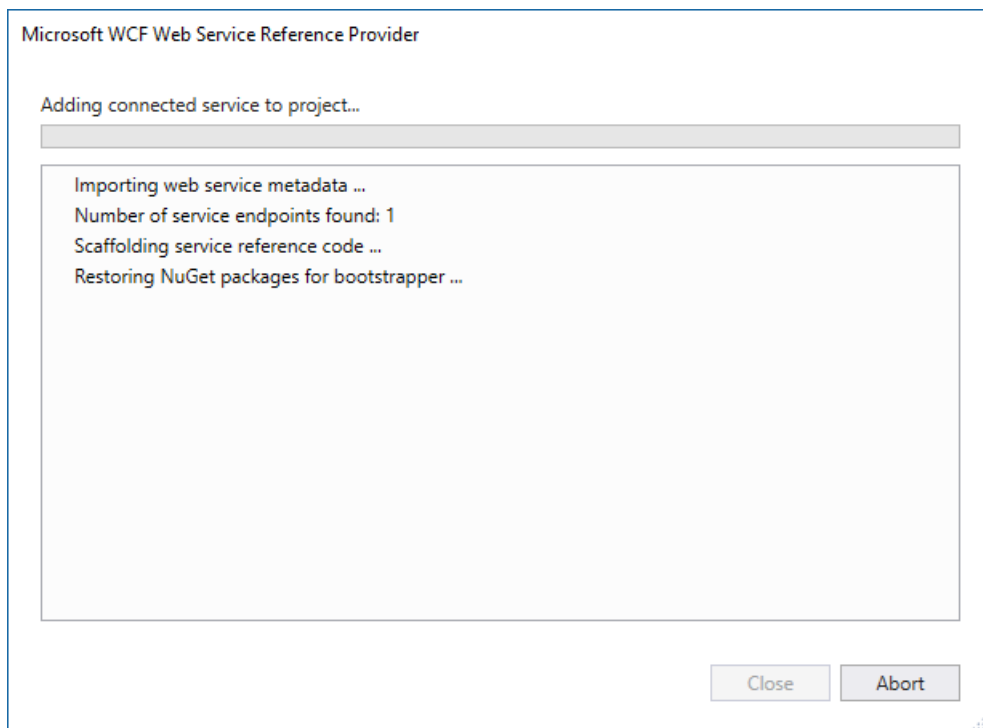 Microsoft WCF Web Service Reference Provider
Adding connected service to project...
Importing web service metadata ...
Number of service endpoints found: 1
Scaffolding service reference code ...
Restoring NuGet packages for bootstrapper ...
Close
Abort